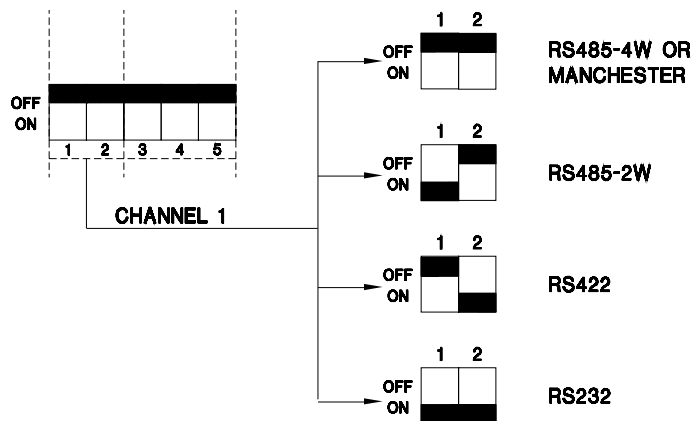 OFF
ON
1 2 3 4 5
CHANNEL 1
1 2
OFF
ON
RS485-4W OR
MANCHESTER
1 2
OFF
ON
RS485-2W
1 2
OFF
ON
RS422
1 2
OFF
ON
RS232